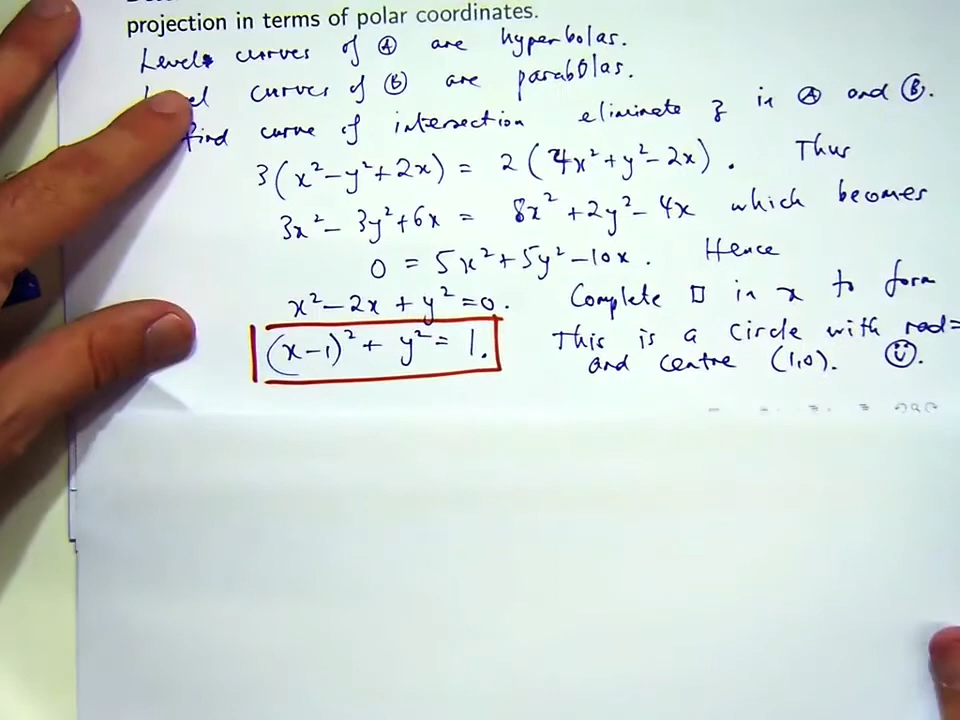 projection in terms of polar coordinates.
Level curves of Ⓐ are hyperbolas.
curves of Ⓑ are parabolas.
find curve of intersection eliminate z in Ⓐ and Ⓑ.
3(x²-y²+2x) = 2(4x²+y²-2x). Thus
3x²-3y²+6x = 8x²+2y²-4x which becomes
0 = 5x²+5y²-10x. Hence
x²-2x+y²=0. Complete □ in x to form
(x-1)²+y²=1. This is a circle with rad=
and centre (1,0).